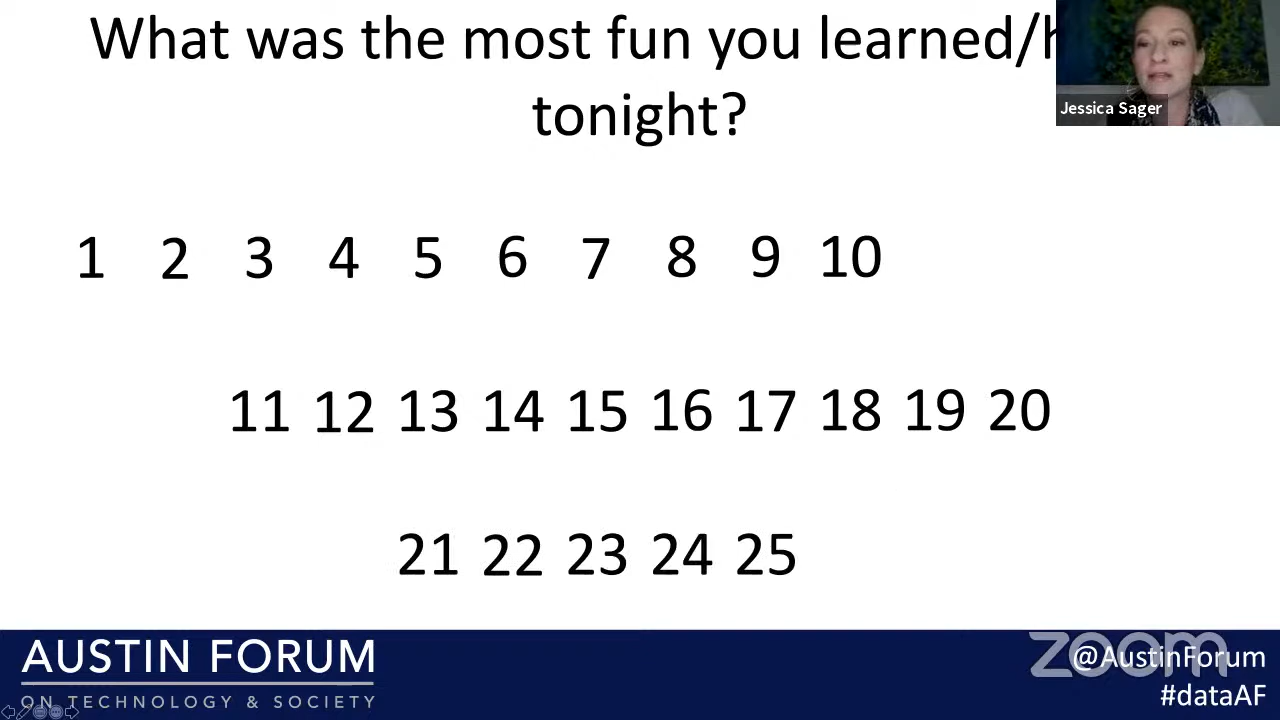 What was the most fun you learned/h
tonight?
Jessica Sager
1 2 3 4 5 6 7 8 9 10
11 12 13 14 15 16 17 18 19 20
21 22 23 24 25
AUSTIN FORUM
ON TECHNOLOGY & SOCIETY
zoom
@AustinForum
#dataAF